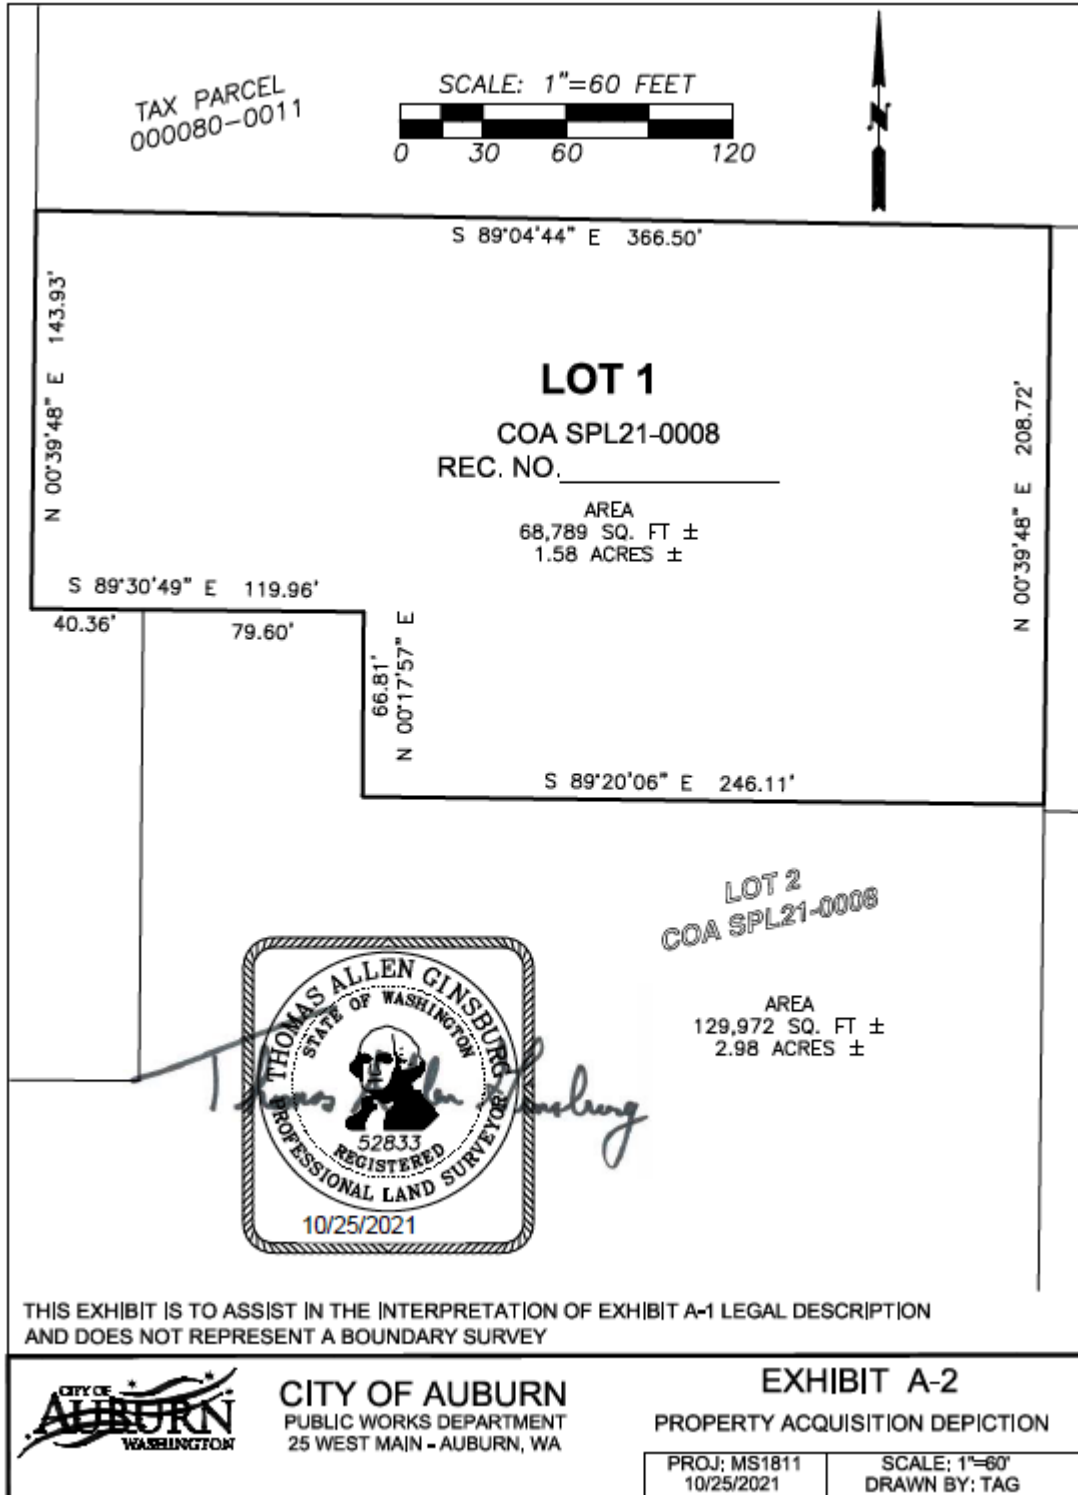 TAX PARCEL
000080-0011
SCALE: 1"=60 FEET
0 30 60 120
N
S 89°04'44" E 366.50'
N 00°39'48" E 143.93'
LOT 1
COA SPL21-0008
REC. NO.
AREA
68,789 SQ. FT ±
1.58 ACRES ±
N 00°39'48" E 208.72'
S 89°30'49" E 119.96'
40.36' 79.60'
66.81'
N 00°17'57" E
S 89°20'06" E 246.11'
LOT 2
COA SPL21-0008
AREA
129,972 SQ. FT ±
2.98 ACRES ±
THOMAS ALLEN GINSBURG
STATE OF WASHINGTON
Thomas Allen Ginsburg
52833
REGISTERED
PROFESSIONAL LAND SURVEYOR
10/25/2021
THIS EXHIBIT IS TO ASSIST IN THE INTERPRETATION OF EXHIBIT A-1 LEGAL DESCRIPTION
AND DOES NOT REPRESENT A BOUNDARY SURVEY
CITY OF
AUBURN
WASHINGTON
CITY OF AUBURN
PUBLIC WORKS DEPARTMENT
25 WEST MAIN - AUBURN, WA
EXHIBIT A-2
PROPERTY ACQUISITION DEPICTION
PROJ: MS1811
10/25/2021
SCALE: 1"=60'
DRAWN BY: TAG